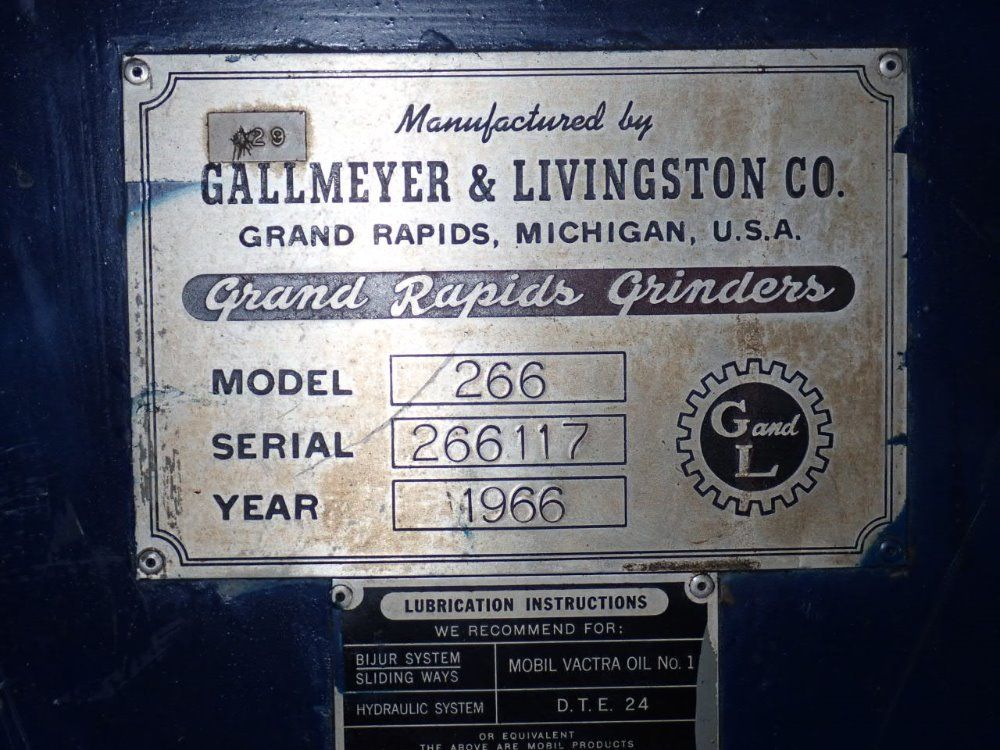 29
Manufactured by
GALLMEYER & LIVINGSTON CO.
GRAND RAPIDS, MICHIGAN, U.S.A.
Grand Rapids Grinders
MODEL 266
SERIAL 266117
YEAR 1966
G and
L
LUBRICATION INSTRUCTIONS
WE RECOMMEND FOR:
BIJUR SYSTEM
SLIDING WAYS
MOBIL VACTRA OIL No. 1
HYDRAULIC SYSTEM D.T.E. 24
OR EQUIVALENT
THE ABOVE ARE MOBIL PRODUCTS